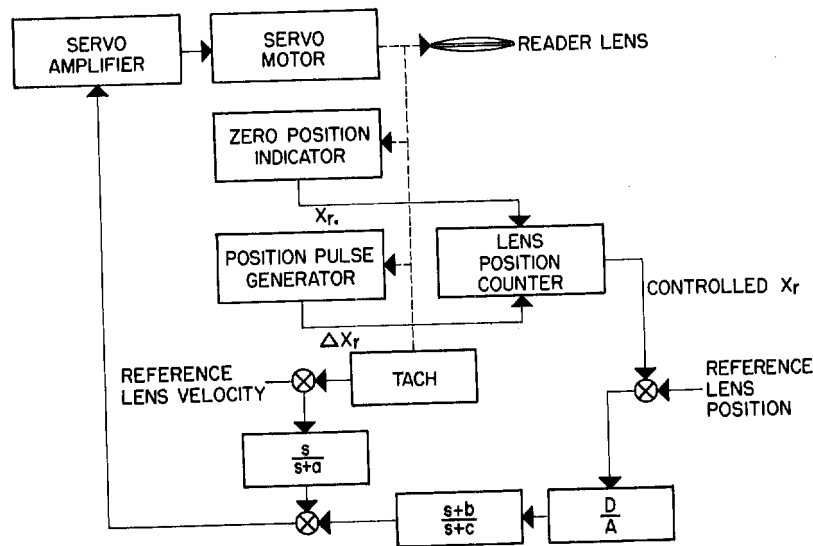 SERVO
AMPLIFIER
SERVO
MOTOR
READER LENS
ZERO POSITION
INDICATOR
Xr.
POSITION PULSE
GENERATOR
LENS
POSITION
COUNTER
CONTROLLED Xr
ΔXr
REFERENCE
LENS VELOCITY
TACH
REFERENCE
LENS
POSITION
s
s+a
s+b
s+c
D
A